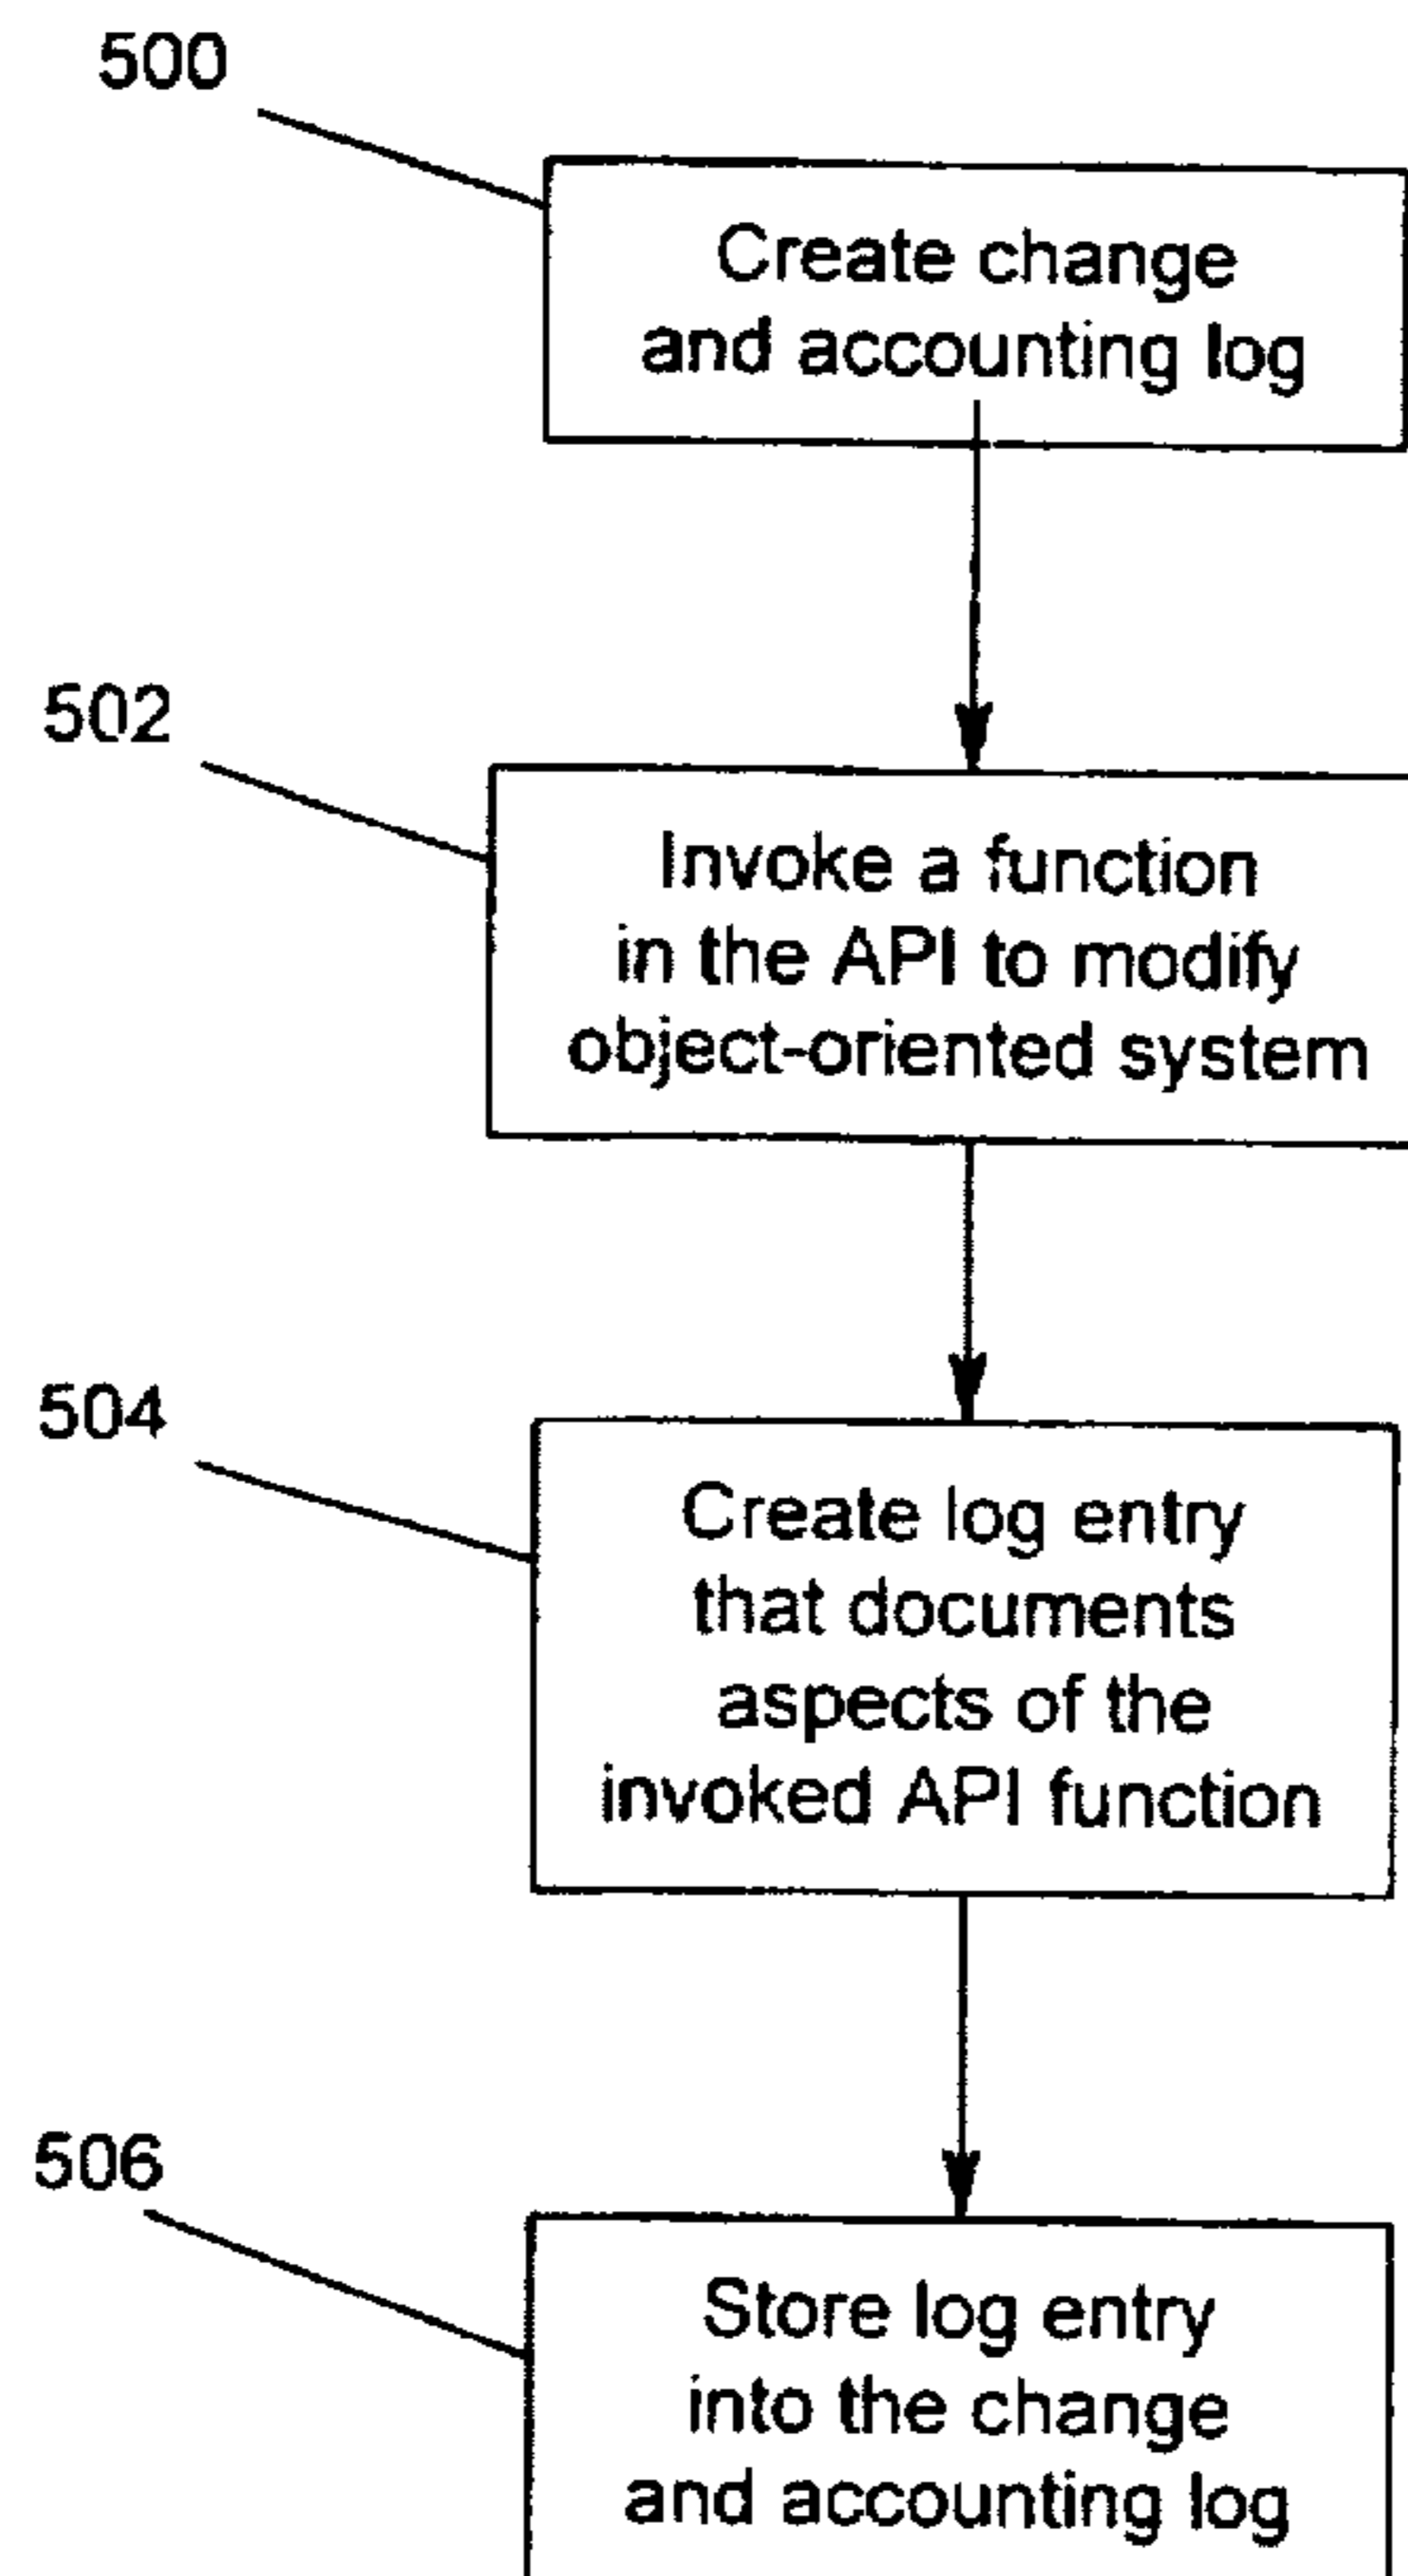 500
Create change
and accounting log
502
Invoke a function
in the API to modify
object-oriented system
504
Create log entry
that documents
aspects of the
invoked API function
506
Store log entry
into the change
and accounting log